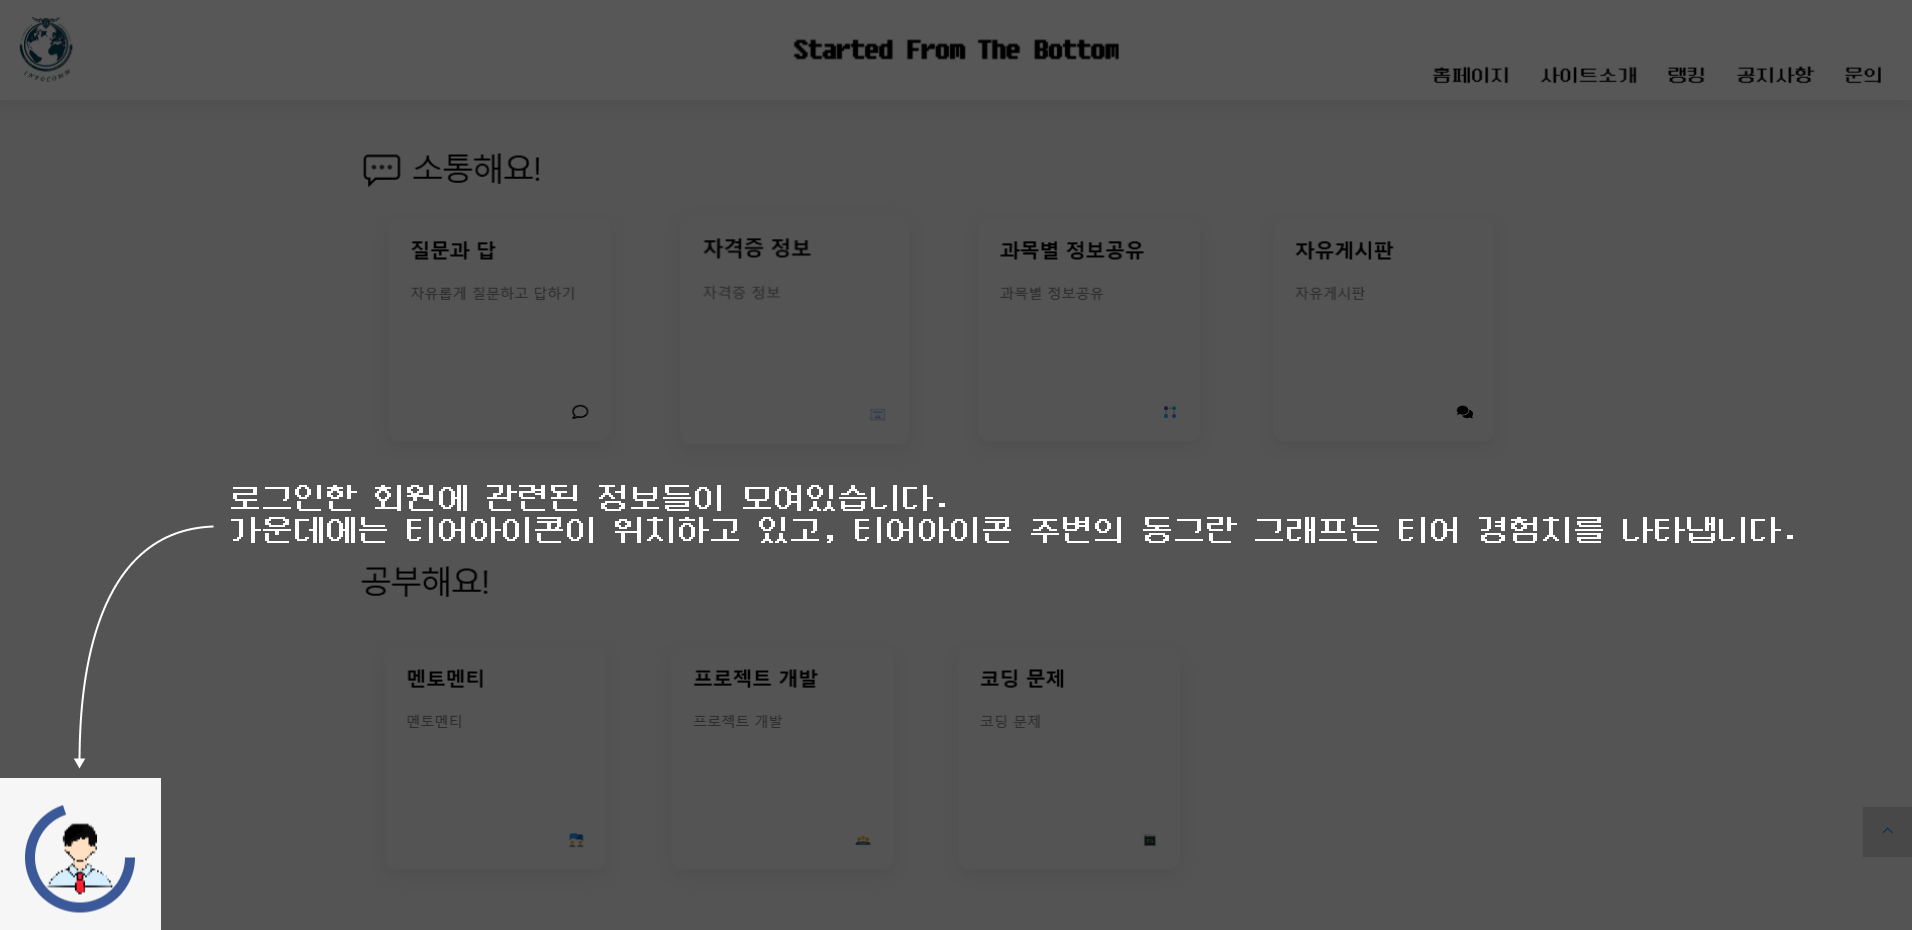 INFOCOMM
Started From The Bottom
홈페이지 사이트소개 랭킹 공지사항 문의
소통해요!
질문과 답
자유롭게 질문하고 답하기
자격증 정보
자격증 정보
과목별 정보공유
과목별 정보공유
자유게시판
자유게시판
로그인한 회원에 관련된 정보들이 모여있습니다.
가운데에는 티어아이콘이 위치하고 있고, 티어아이콘 주변의 동그란 그래프는 티어 경험치를 나타냅니다.
공부해요!
멘토멘티
멘토멘티
프로젝트 개발
프로젝트 개발
코딩 문제
코딩 문제